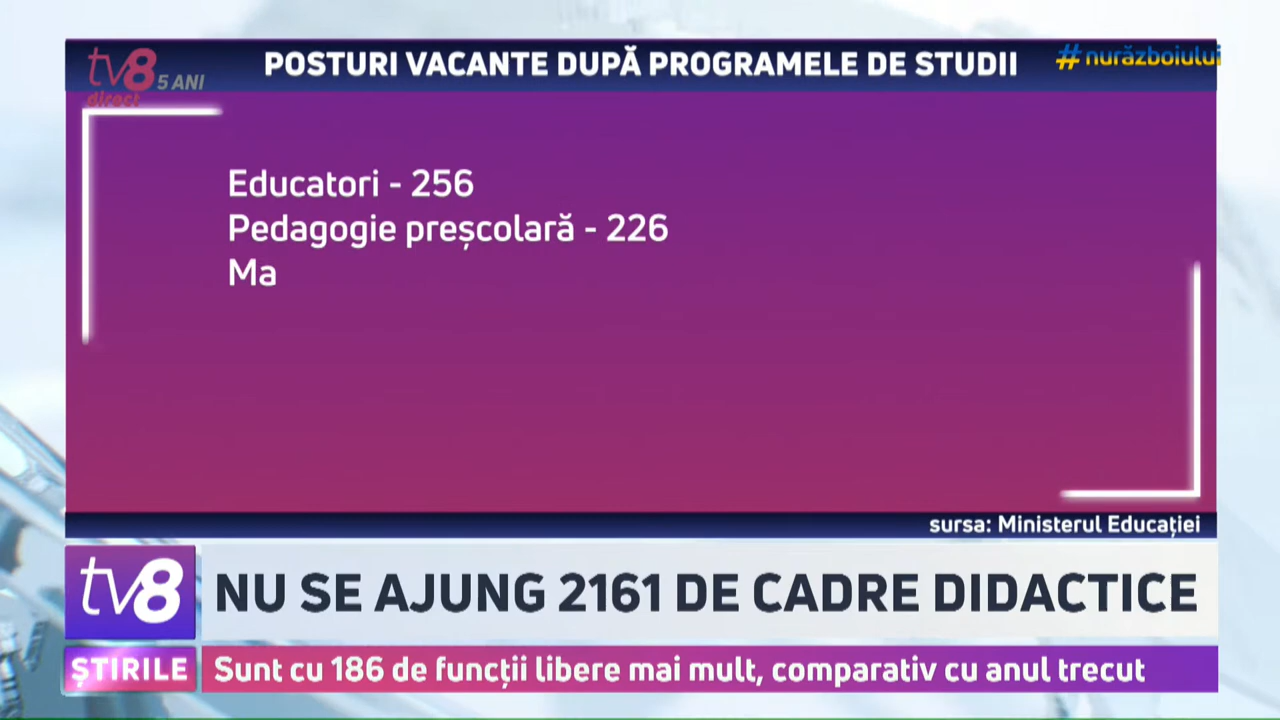 POSTURI VACANTE DUPĂ PROGRAMELE DE STUDII
#nurăzboiului
tv8 5 ANI
direct
Educatori - 256
Pedagogie preșcolară - 226
Ma
sursa: Ministerul Educației
tv8
NU SE AJUNG 2161 DE CADRE DIDACTICE
ȘTIRILE
Sunt cu 186 de funcții libere mai mult, comparativ cu anul trecut